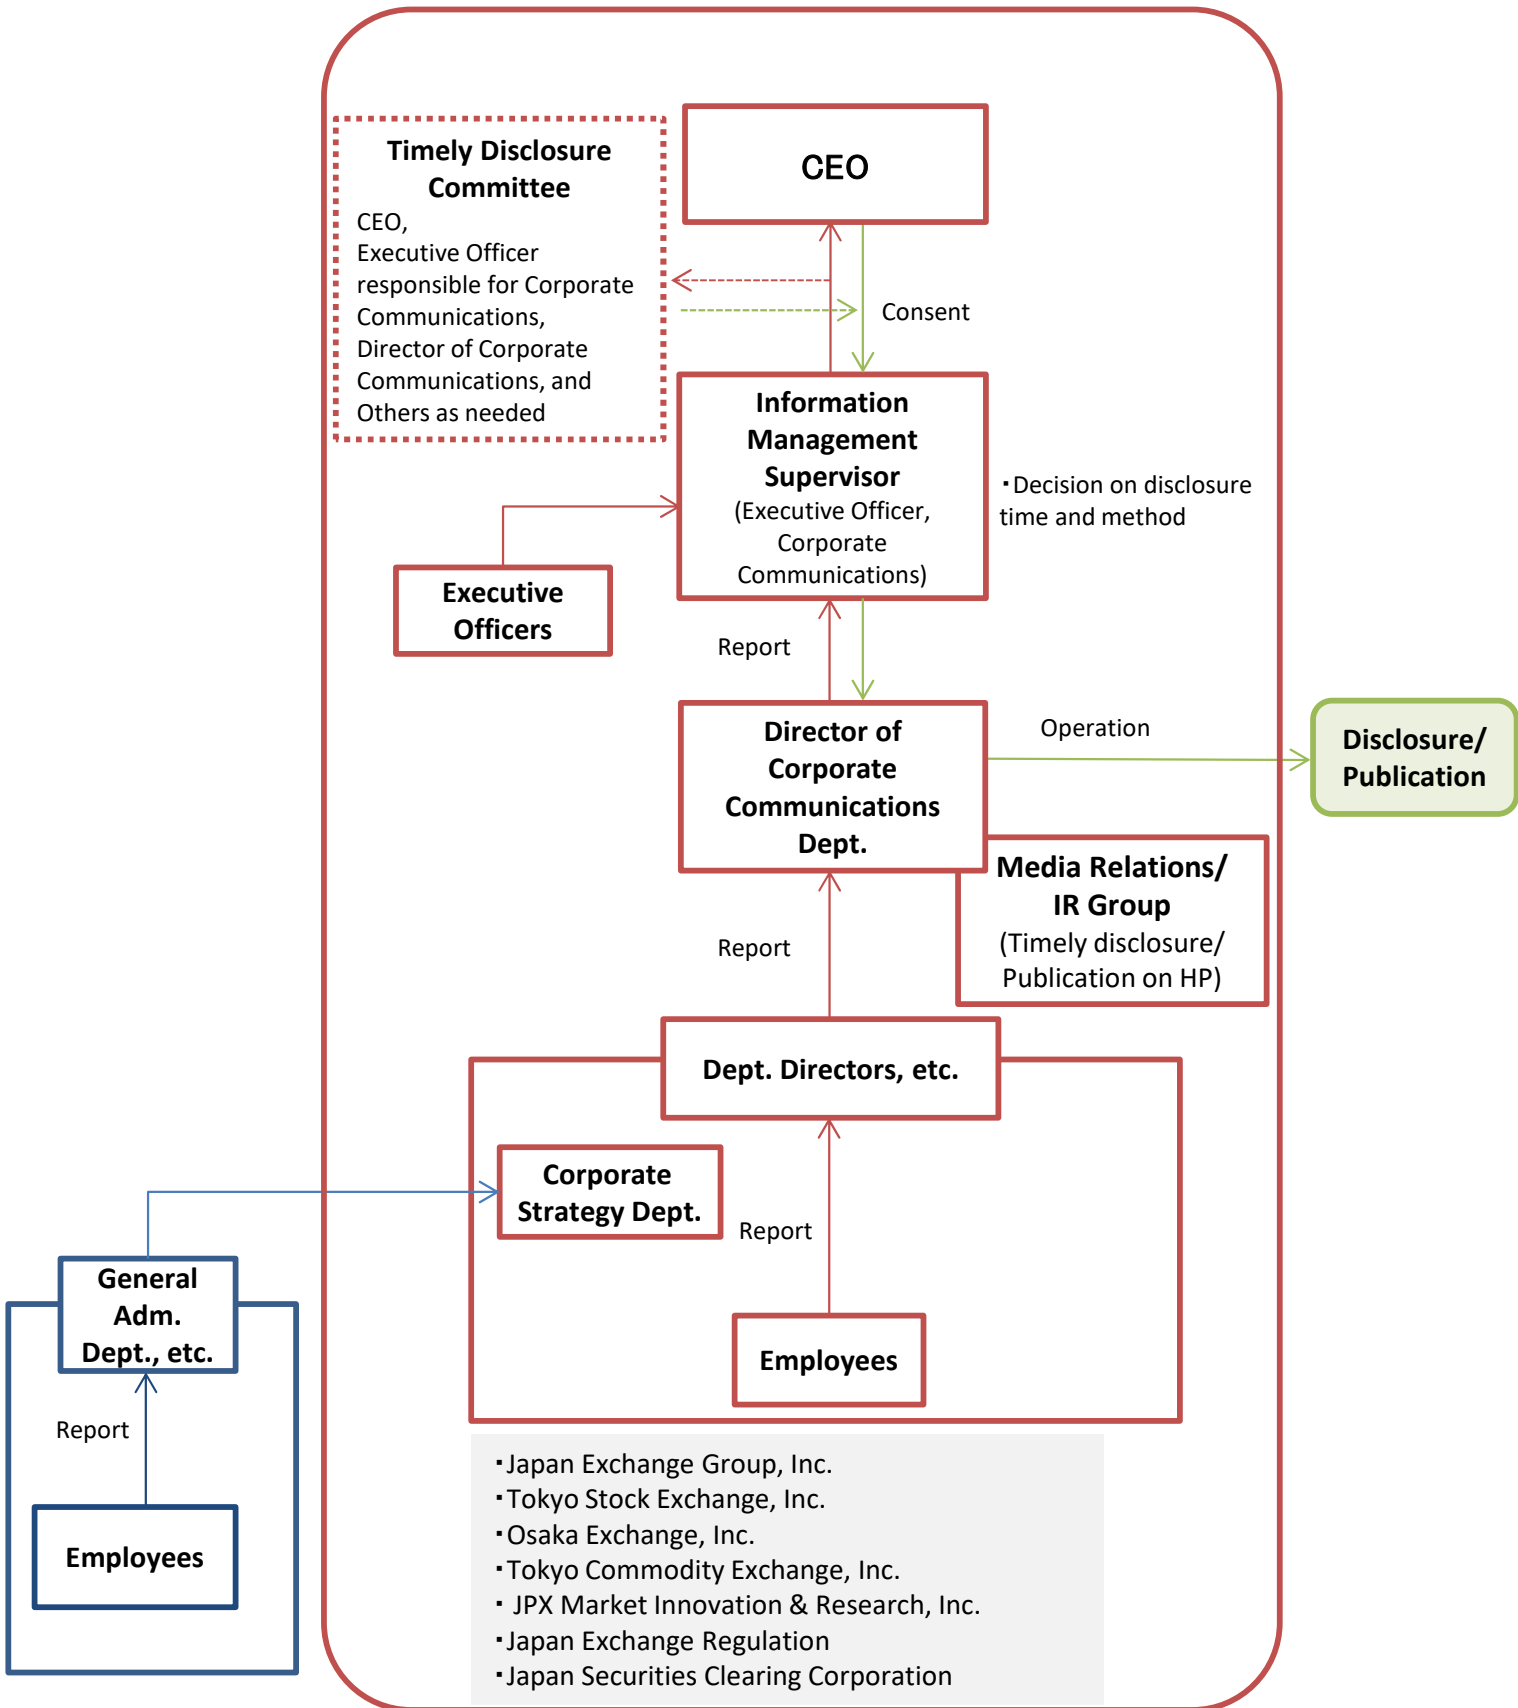 Timely Disclosure
Committee
CEO,
Executive Officer
responsible for Corporate
Communications,
Director of Corporate
Communications, and
Others as needed
CEO
Consent
Information
Management
Supervisor
(Executive Officer,
Corporate
Communications)
・Decision on disclosure
time and method
Executive
Officers
Report
Director of
Corporate
Communications
Dept.
Operation
Disclosure/
Publication
Media Relations/
IR Group
(Timely disclosure/
Publication on HP)
Report
Dept. Directors, etc.
Corporate
Strategy Dept.
Report
Employees
General
Adm.
Dept., etc.
Report
Employees
・Japan Exchange Group, Inc.
・Tokyo Stock Exchange, Inc.
・Osaka Exchange, Inc.
・Tokyo Commodity Exchange, Inc.
・ JPX Market Innovation & Research, Inc.
・Japan Exchange Regulation
・Japan Securities Clearing Corporation